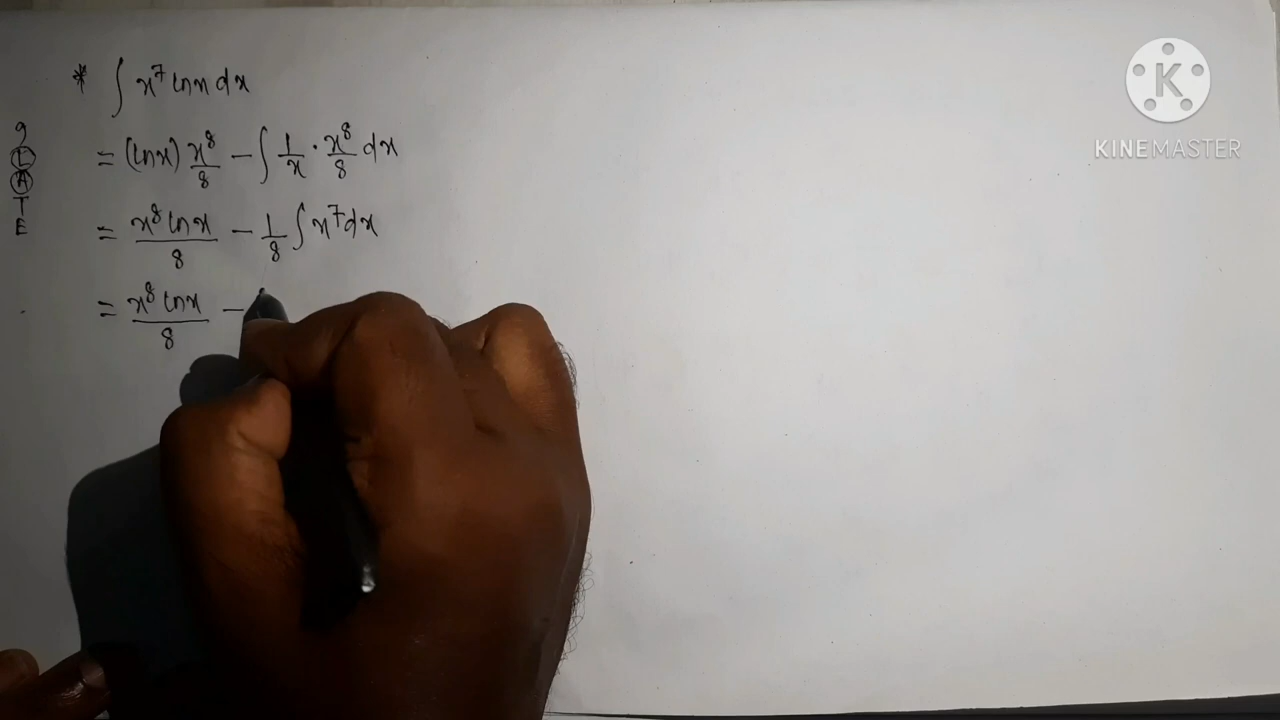 * ∫ x⁷ ln x dx
= (ln x) x⁸/8 − ∫ 1/x · x⁸/8 dx
= x⁸ ln x / 8 − 1/8 ∫ x⁷ dx
= x⁸ ln x / 8 −
I
L
A
T
E
K
KINEMASTER